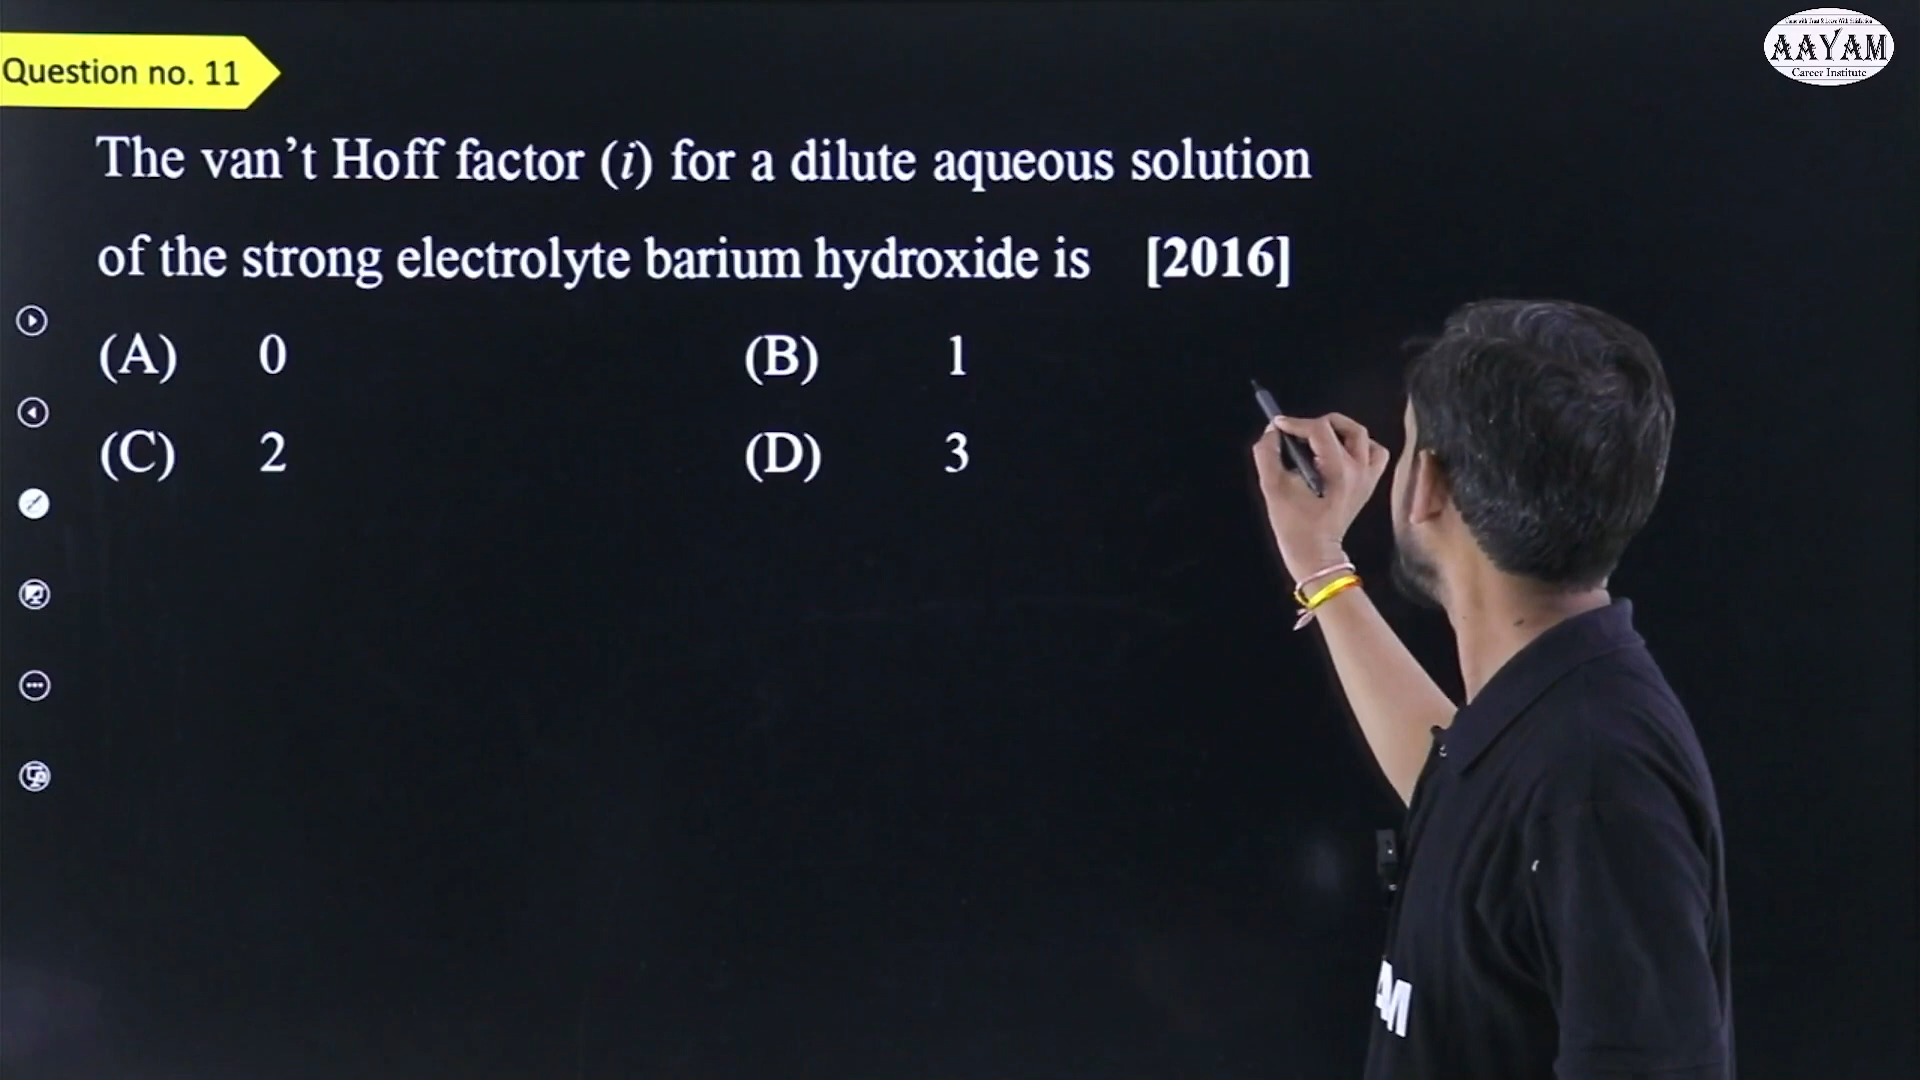 AAYAM
Career Institute
Question no. 11
The van't Hoff factor (i) for a dilute aqueous solution
of the strong electrolyte barium hydroxide is [2016]
(A) 0 (B) 1
(C) 2 (D) 3
AM